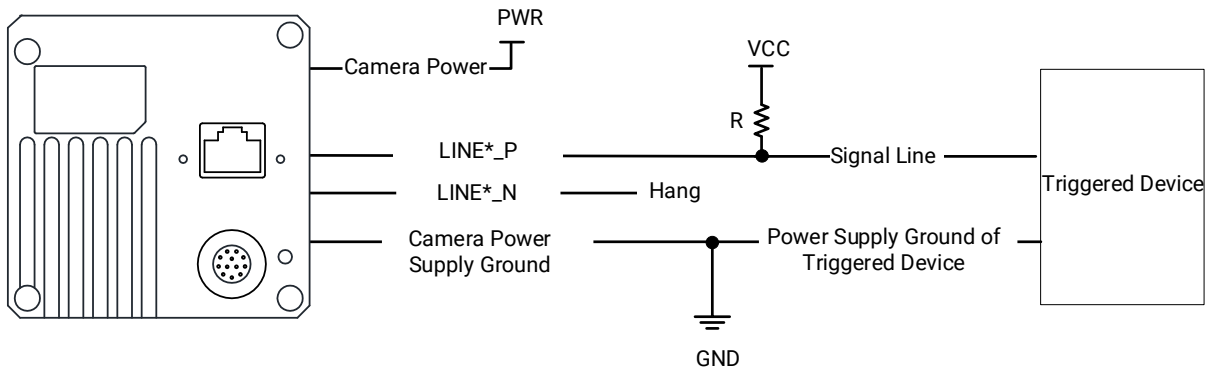 PWR
Camera Power
VCC
R
LINE*_P
Signal Line
Triggered Device
LINE*_N
Hang
Camera Power
Supply Ground
Power Supply Ground of
Triggered Device
GND